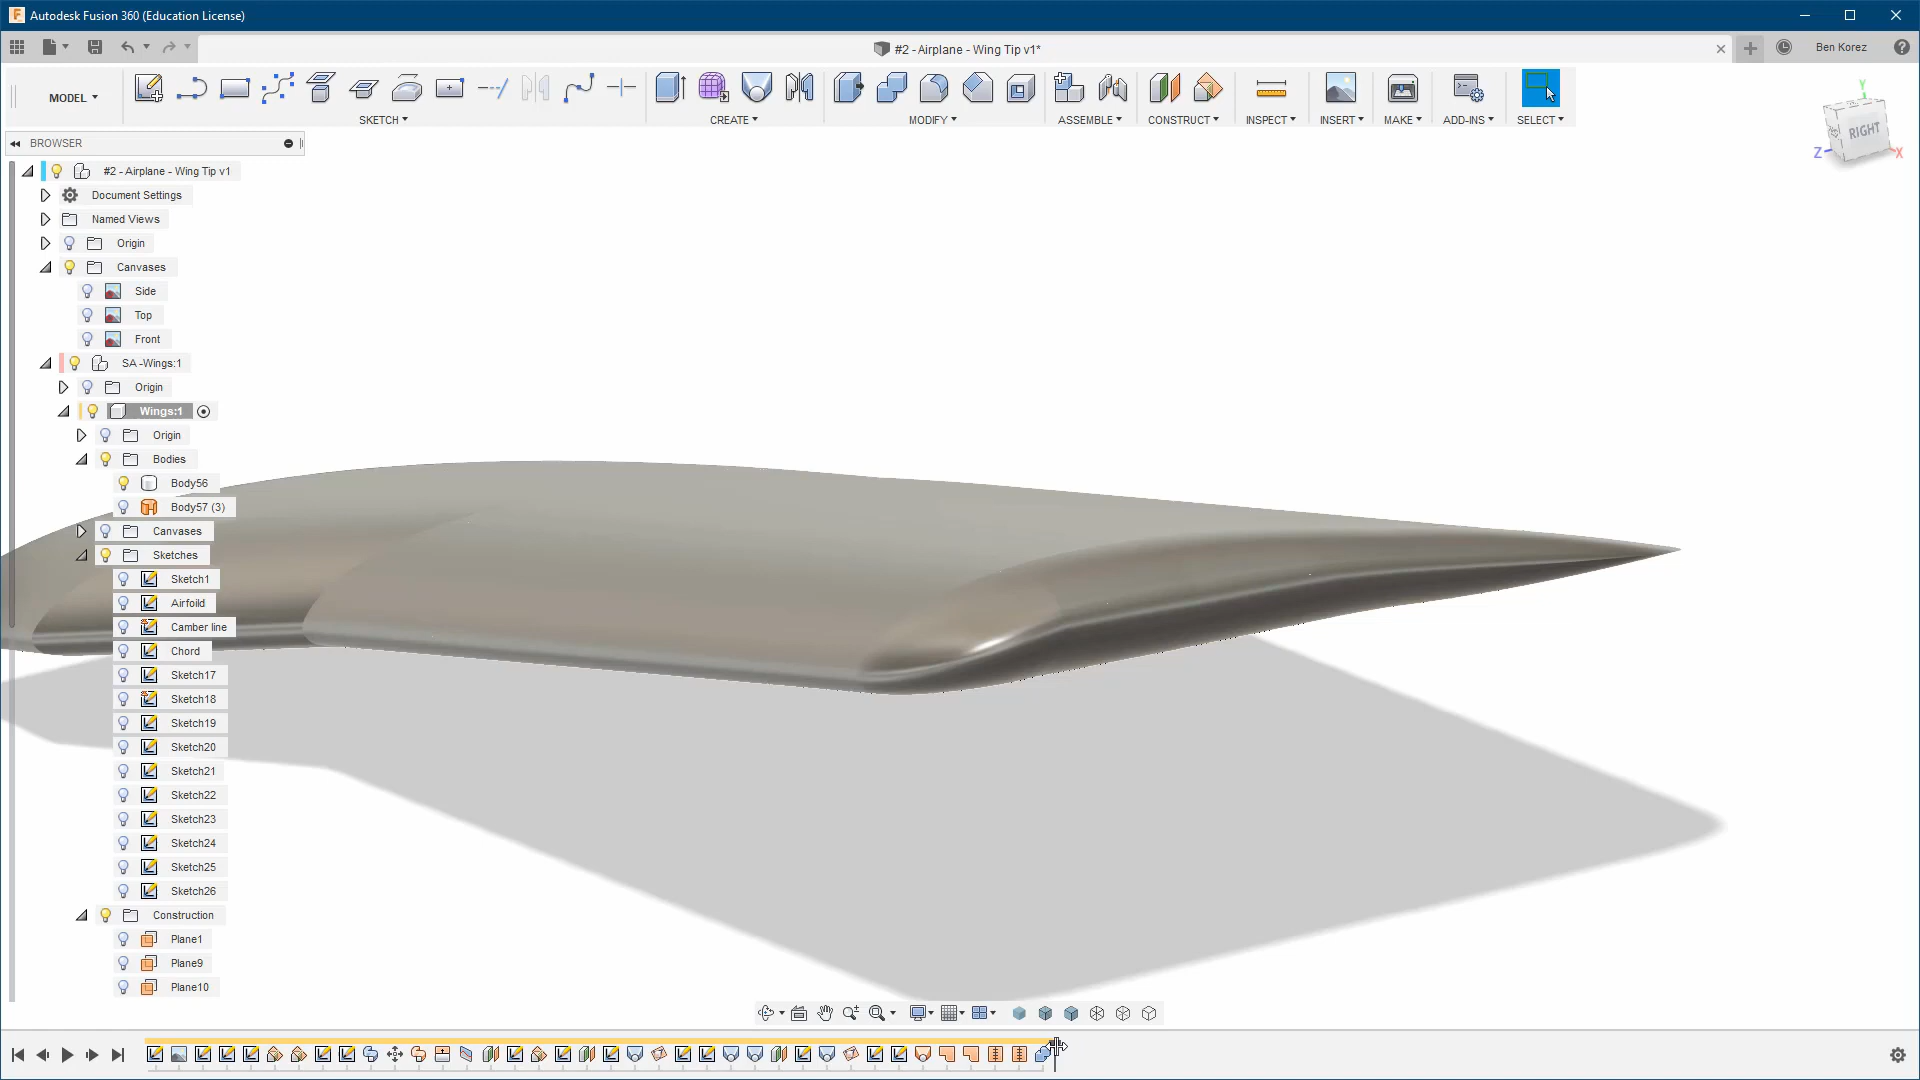 Autodesk Fusion 360 (Education License)
#2 - Airplane - Wing Tip v1*
Ben Korez
MODEL
SKETCH
CREATE
MODIFY
ASSEMBLE
CONSTRUCT
INSPECT
INSERT
MAKE
ADD-INS
SELECT
Y
RIGHT
Z
X
BROWSER
#2 - Airplane - Wing Tip v1
Document Settings
Named Views
Origin
Canvases
Side
Top
Front
SA -Wings:1
Origin
Wings:1
Origin
Bodies
Body56
Body57 (3)
Canvases
Sketches
Sketch1
Airfoild
Camber line
Chord
Sketch17
Sketch18
Sketch19
Sketch20
Sketch21
Sketch22
Sketch23
Sketch24
Sketch25
Sketch26
Construction
Plane1
Plane9
Plane10